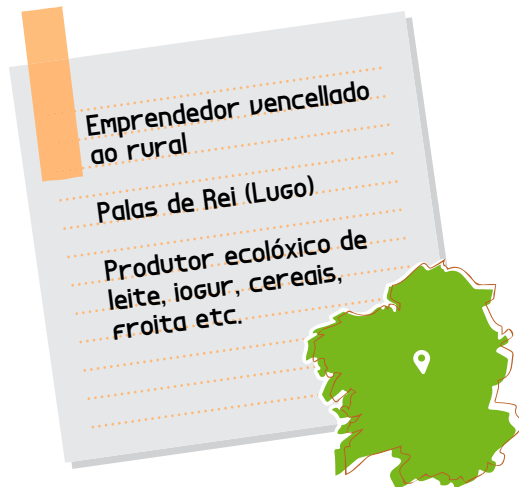 Emprendedor vencellado
ao rural
Palas de Rei (Lugo)
Produtor ecolóxico de
leite, iogur, cereais,
froita etc.